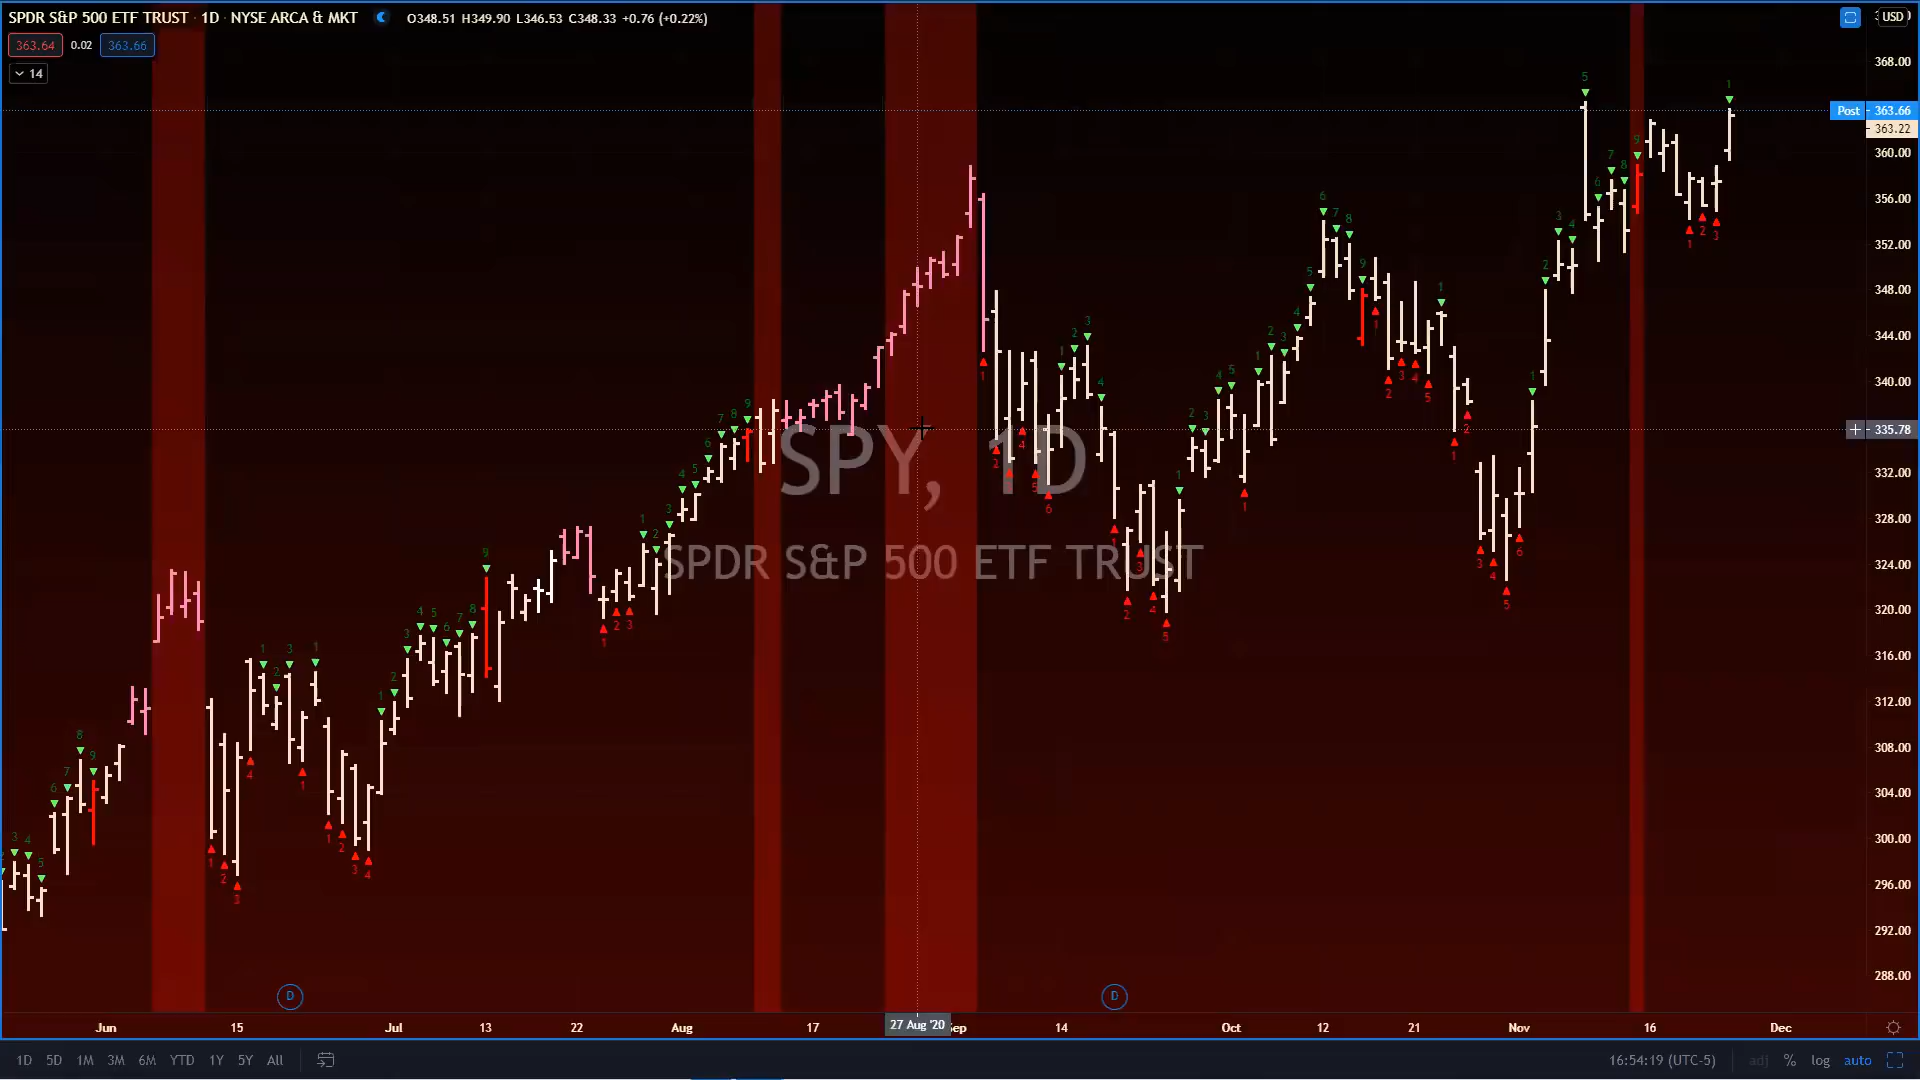 SPDR S&P 500 ETF TRUST · 1D · NYSE ARCA & MKT O348.51 H349.90 L346.53 C348.33 +0.76 (+0.22%)
363.64 0.02 363.66
14
USD
368.00
Post 363.66
363.22
360.00
356.00
352.00
348.00
344.00
340.00
335.78
332.00
328.00
324.00
320.00
316.00
312.00
308.00
304.00
300.00
296.00
292.00
288.00
SPY, 1D
SPDR S&P 500 ETF TRUST
D D
Jun 15 Jul 13 22 Aug 17 27 Aug '20 Sep 14 Oct 12 21 Nov 16 Dec
1D 5D 1M 3M 6M YTD 1Y 5Y All 16:54:19 (UTC-5) adj % log auto